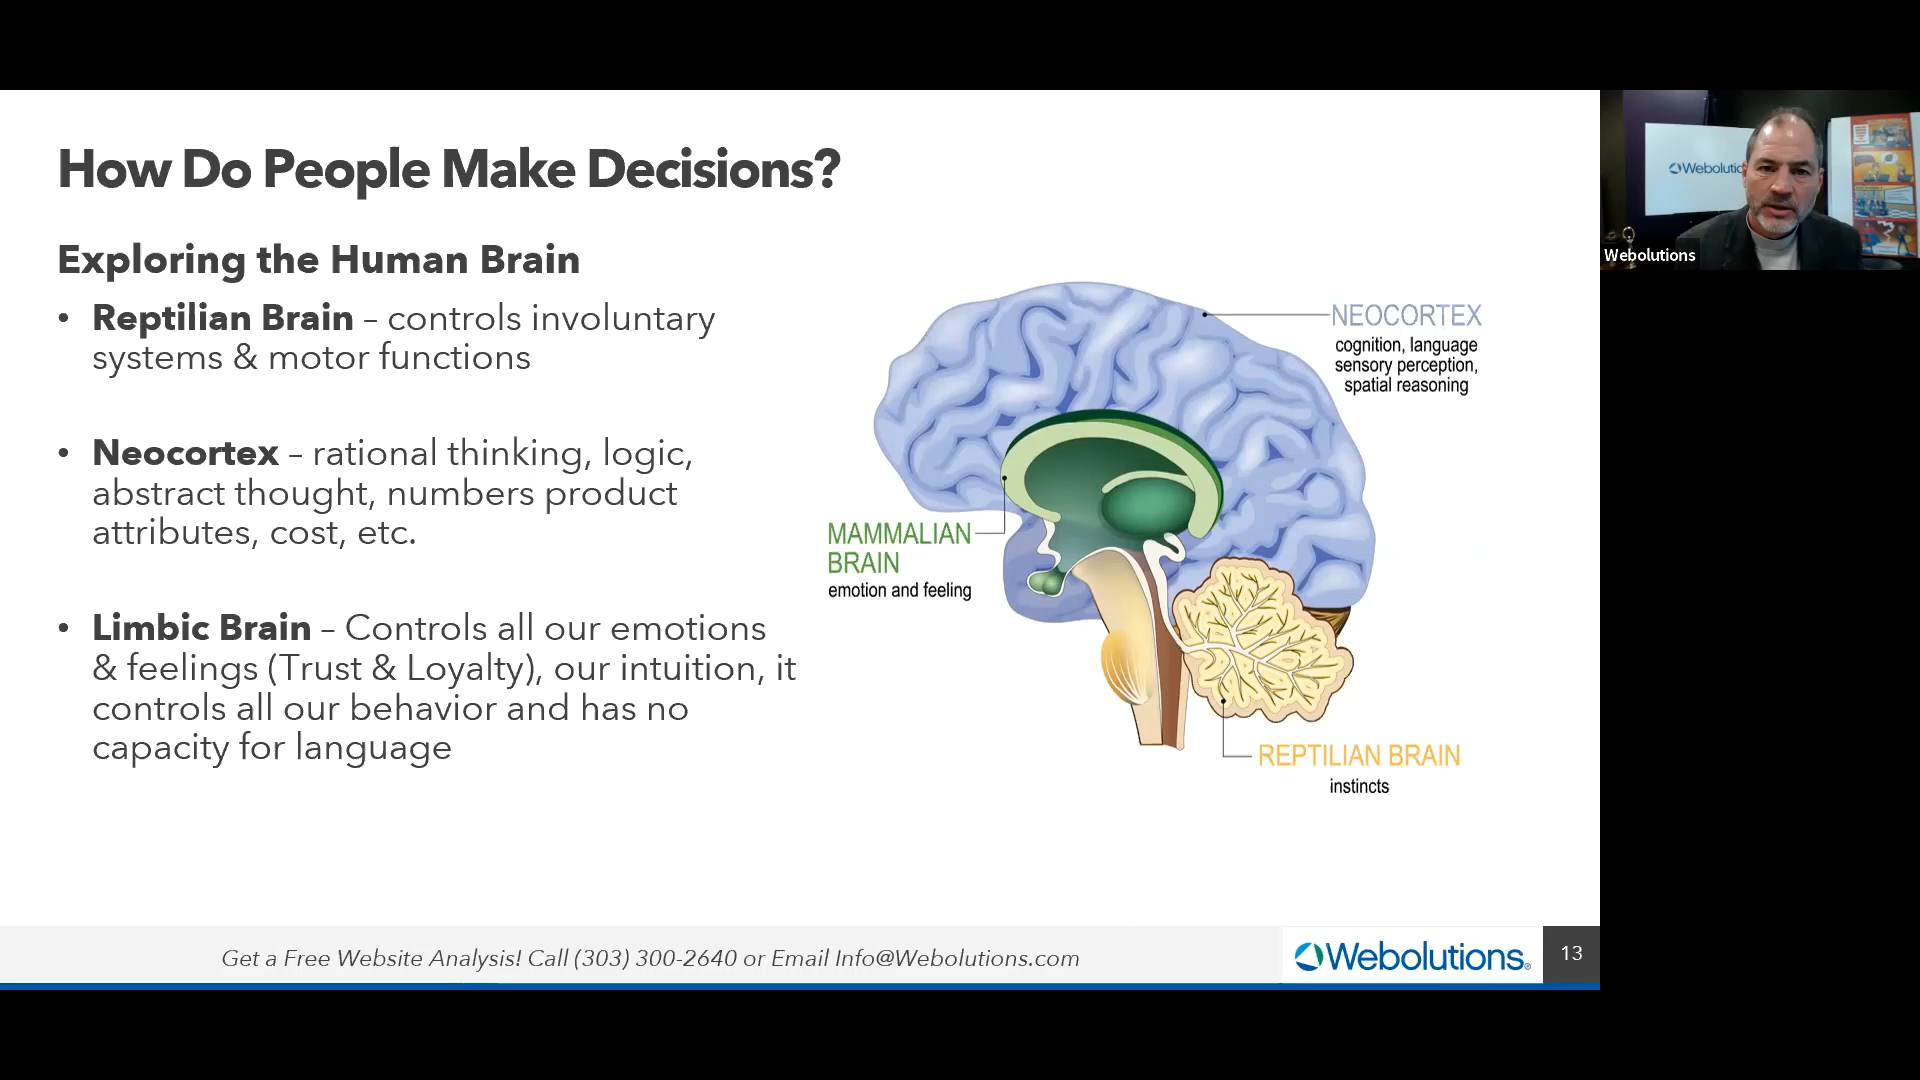 How Do People Make Decisions?
Exploring the Human Brain
• Reptilian Brain – controls involuntary
systems & motor functions
• Neocortex – rational thinking, logic,
abstract thought, numbers product
attributes, cost, etc.
• Limbic Brain – Controls all our emotions
& feelings (Trust & Loyalty), our intuition, it
controls all our behavior and has no
capacity for language
NEOCORTEX
cognition, language
sensory perception,
spatial reasoning
MAMMALIAN
BRAIN
emotion and feeling
REPTILIAN BRAIN
instincts
Get a Free Website Analysis! Call (303) 300-2640 or Email Info@Webolutions.com
Webolutions®
13
Webolutic
Webolutions